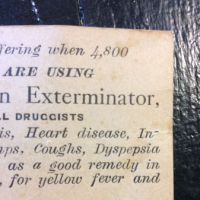 ffering when 4,800
ARE USING
n Exterminator,
LL DRUGGISTS
is, Heart disease, In-
mps, Coughs, Dyspepsia
as a good remedy in
, for yellow fever and